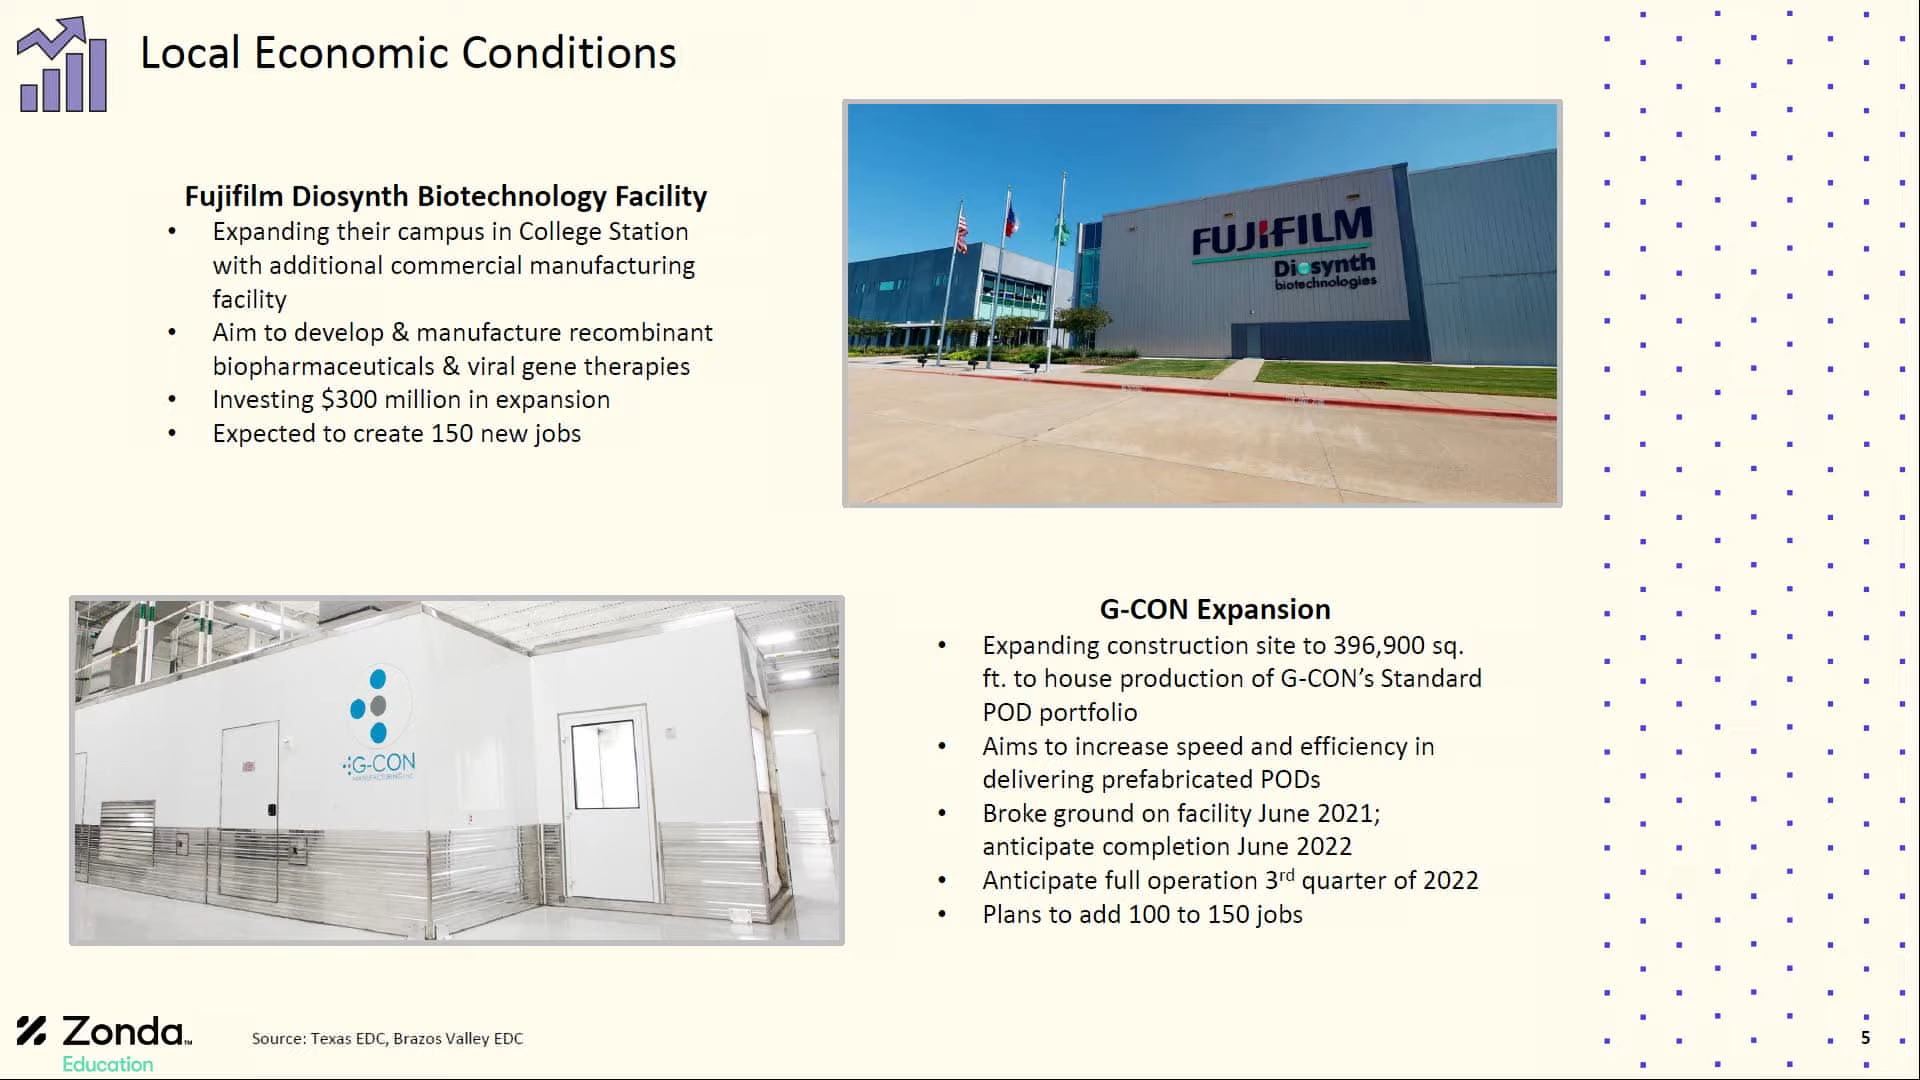 Local Economic Conditions
Fujifilm Diosynth Biotechnology Facility
• Expanding their campus in College Station
with additional commercial manufacturing
facility
• Aim to develop & manufacture recombinant
biopharmaceuticals & viral gene therapies
• Investing $300 million in expansion
• Expected to create 150 new jobs
FUJIFILM
Diosynth
biotechnologies
G-CON
MANUFACTURING INC
G-CON Expansion
• Expanding construction site to 396,900 sq.
ft. to house production of G-CON’s Standard
POD portfolio
• Aims to increase speed and efficiency in
delivering prefabricated PODs
• Broke ground on facility June 2021;
anticipate completion June 2022
• Anticipate full operation 3rd quarter of 2022
• Plans to add 100 to 150 jobs
Zonda™
Education
Source: Texas EDC, Brazos Valley EDC
5